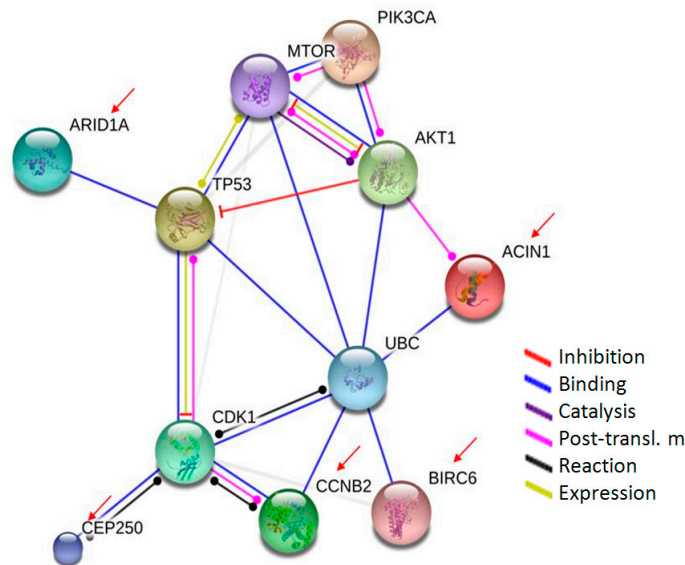 PIK3CA
MTOR
ARID1A
AKT1
TP53
ACIN1
UBC
Inhibition
Binding
CDK1
Catalysis
Post-transl. m
Reaction
CCNB2
BIRC6
Expression
CEP250